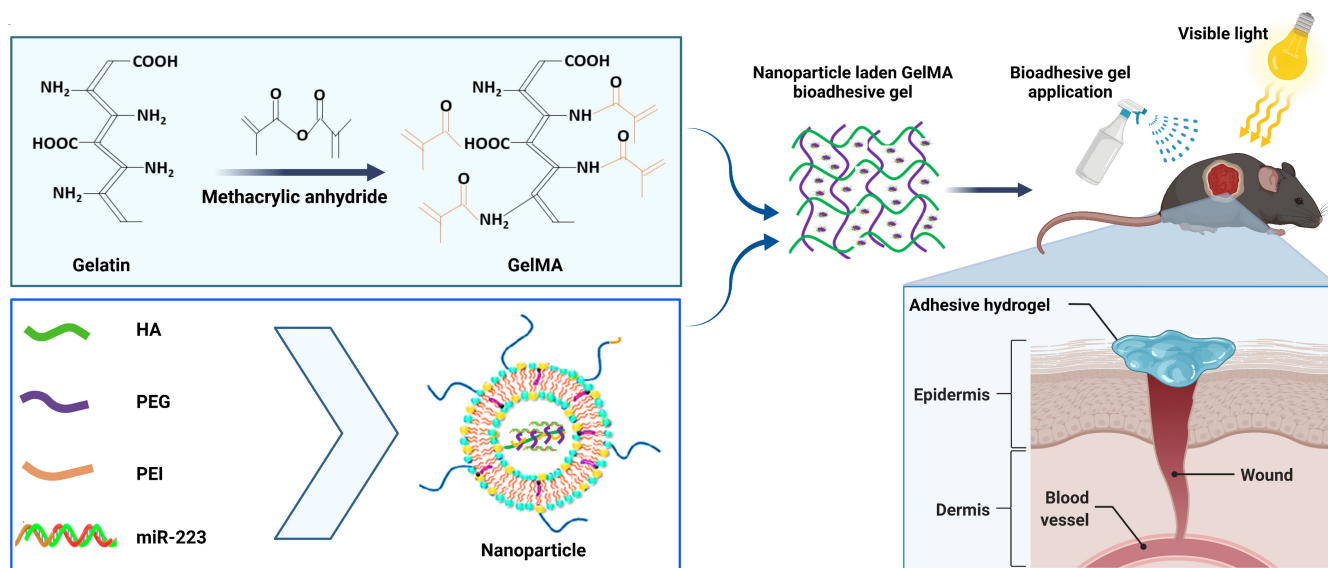 COOH
NH2
NH2
HOOC
NH2
NH2
Gelatin
O
O
O
Methacrylic anhydride
COOH
NH2
O
NH
O
HOOC
O
NH
O
NH2
GelMA
HA
PEG
PEI
miR-223
Nanoparticle
Nanoparticle laden GelMA
bioadhesive gel
Bioadhesive gel
application
Visible light
Adhesive hydrogel
Epidermis
Dermis
Wound
Blood
vessel